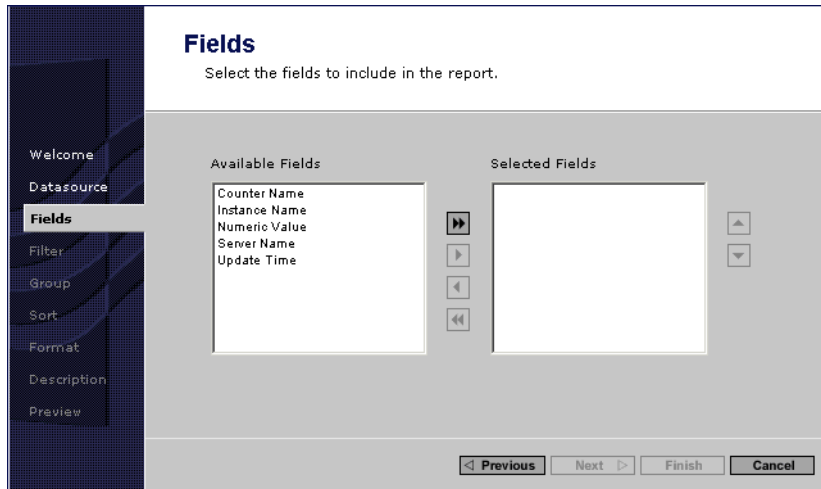 Fields
Select the fields to include in the report.
Welcome
Datasource
Fields
Filter
Group
Sort
Format
Description
Preview
Available Fields
Counter Name
Instance Name
Numeric Value
Server Name
Update Time
Selected Fields
Previous
Next
Finish
Cancel